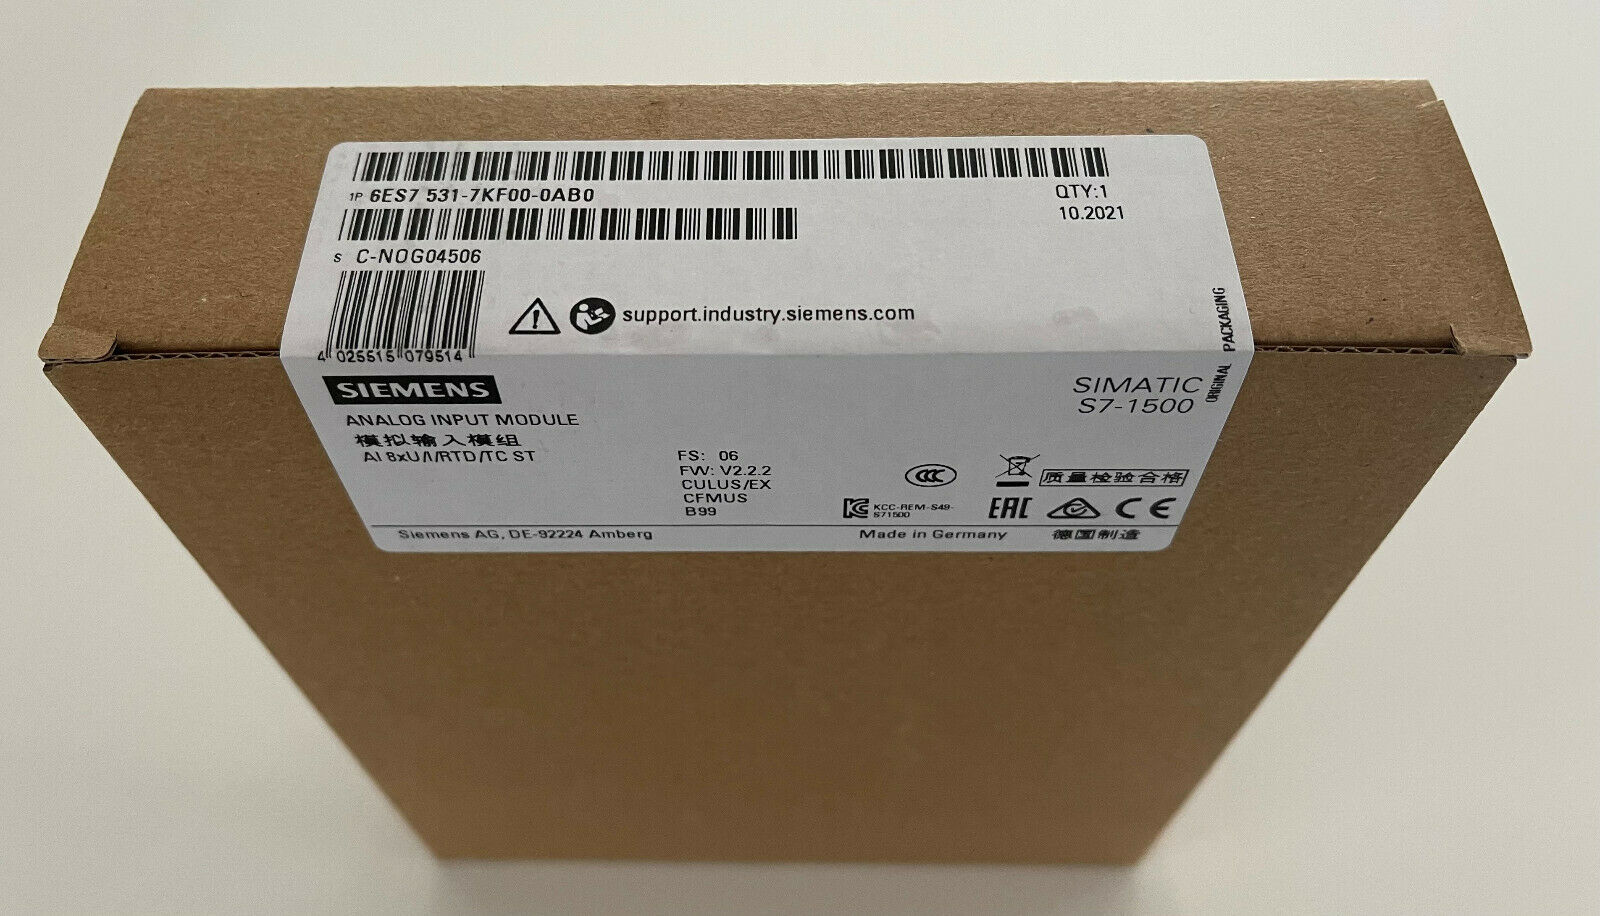 1P 6ES7 531-7KF00-0AB0
QTY:1
10.2021
S C-NOG04506
4 025515 079514
support.industry.siemens.com
ORIGINAL PACKAGING
SIEMENS
SIMATIC
S7-1500
ANALOG INPUT MODULE
模拟输入模组
AI 8xU/I/RTD/TC ST
FS: 06
FW: V2.2.2
CULUS/EX
CFMUS
B99
CCC
质量检验合格
KC
KCC-REM-S49-
S71500
EAC
CE
Siemens AG, DE-92224 Amberg
Made in Germany
德国制造